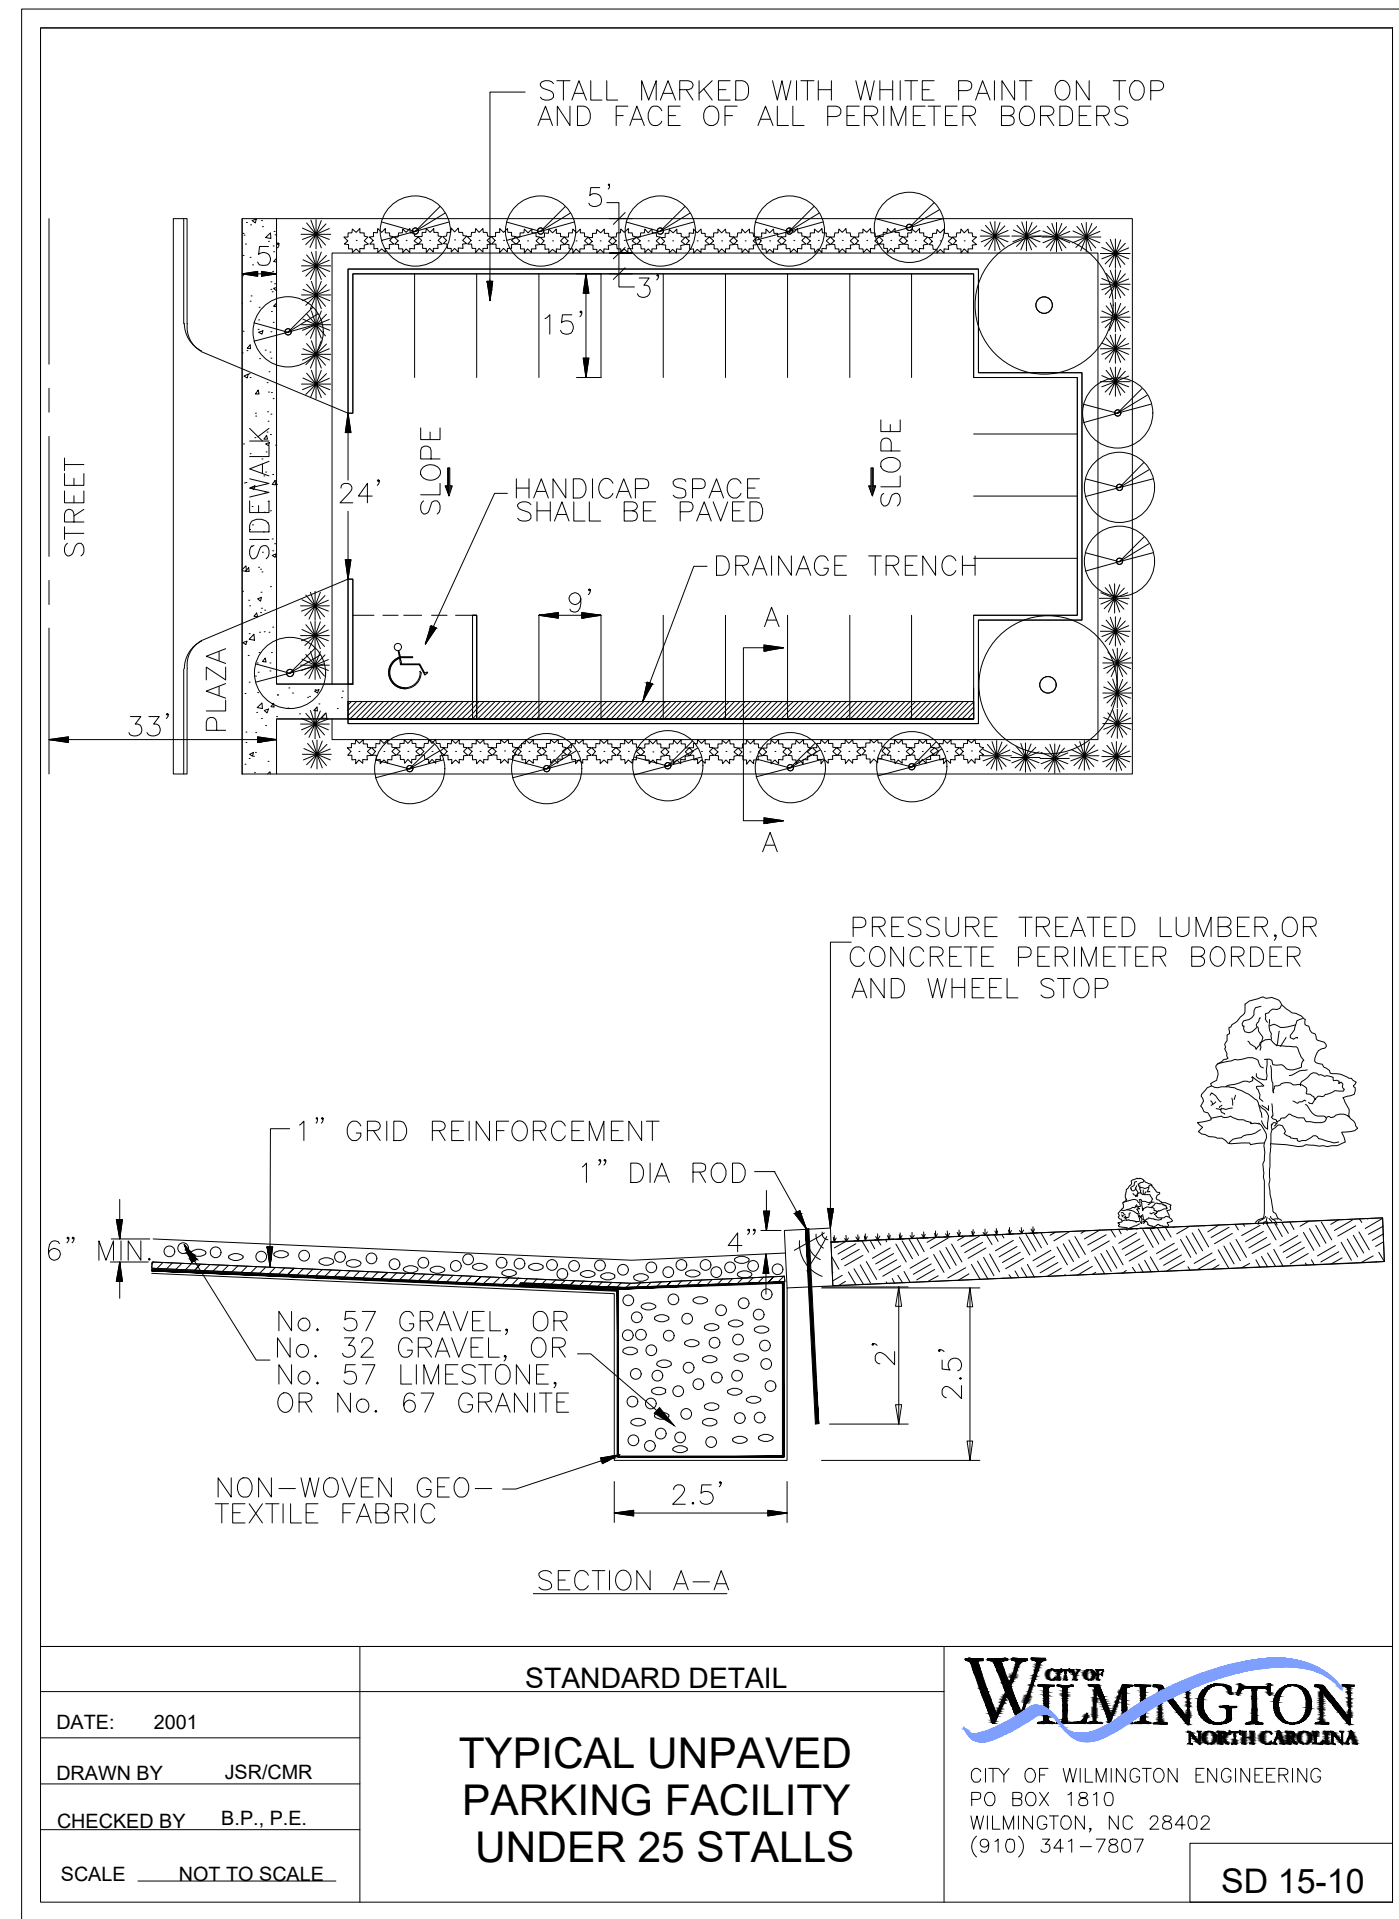 STALL MARKED WITH WHITE PAINT ON TOP
AND FACE OF ALL PERIMETER BORDERS
5'
5'
3'
15'
SLOPE
SLOPE
STREET
SIDEWALK
24'
HANDICAP SPACE
SHALL BE PAVED
DRAINAGE TRENCH
9'
A
PLAZA
33'
A
PRESSURE TREATED LUMBER,OR
CONCRETE PERIMETER BORDER
AND WHEEL STOP
1” GRID REINFORCEMENT
1” DIA ROD
6” MIN.
4”
No. 57 GRAVEL, OR
No. 32 GRAVEL, OR
No. 57 LIMESTONE,
OR No. 67 GRANITE
2'
2.5'
NON-WOVEN GEO-
TEXTILE FABRIC
2.5'
SECTION A-A
STANDARD DETAIL
DATE: 2001
DRAWN BY JSR/CMR
CHECKED BY B.P., P.E.
SCALE NOT TO SCALE
TYPICAL UNPAVED
PARKING FACILITY
UNDER 25 STALLS
CITY OF
WILMINGTON
NORTH CAROLINA
CITY OF WILMINGTON ENGINEERING
PO BOX 1810
WILMINGTON, NC 28402
(910) 341-7807
SD 15-10